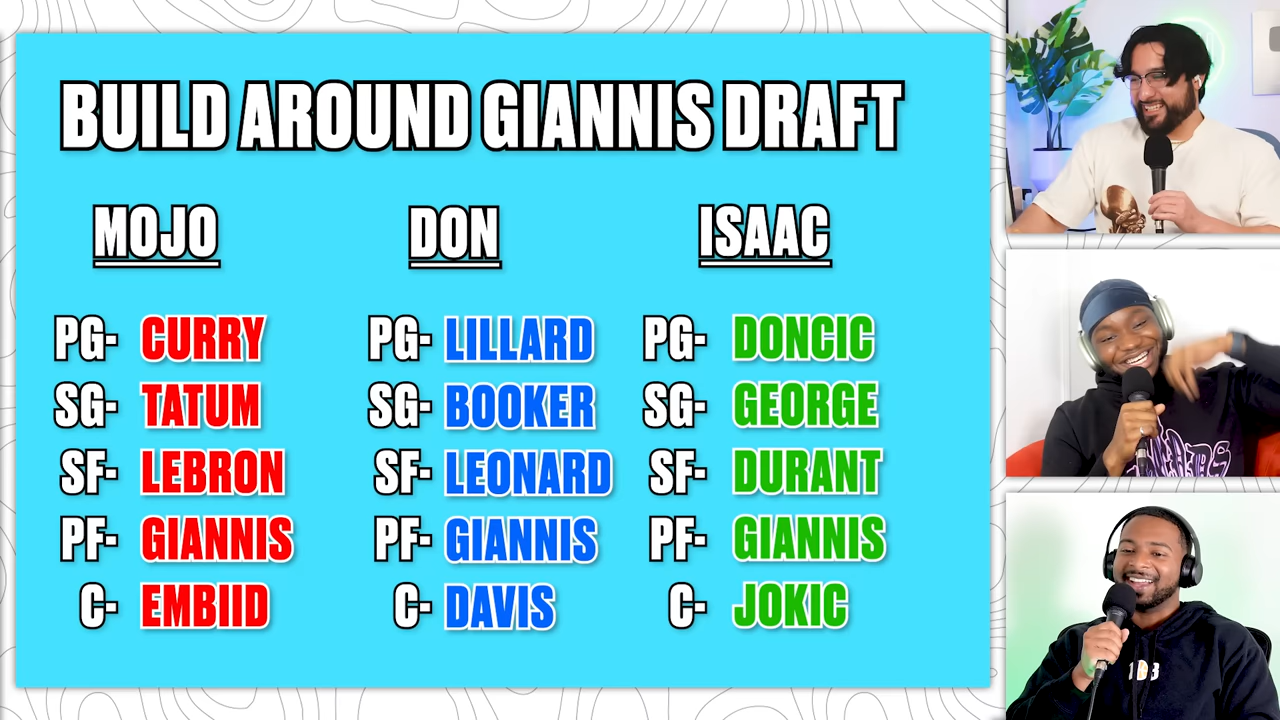 BUILD AROUND GIANNIS DRAFT
MOJO
PG- CURRY
SG- TATUM
SF- LEBRON
PF- GIANNIS
C- EMBIID
DON
PG- LILLARD
SG- BOOKER
SF- LEONARD
PF- GIANNIS
C- DAVIS
ISAAC
PG- DONCIC
SG- GEORGE
SF- DURANT
PF- GIANNIS
C- JOKIC